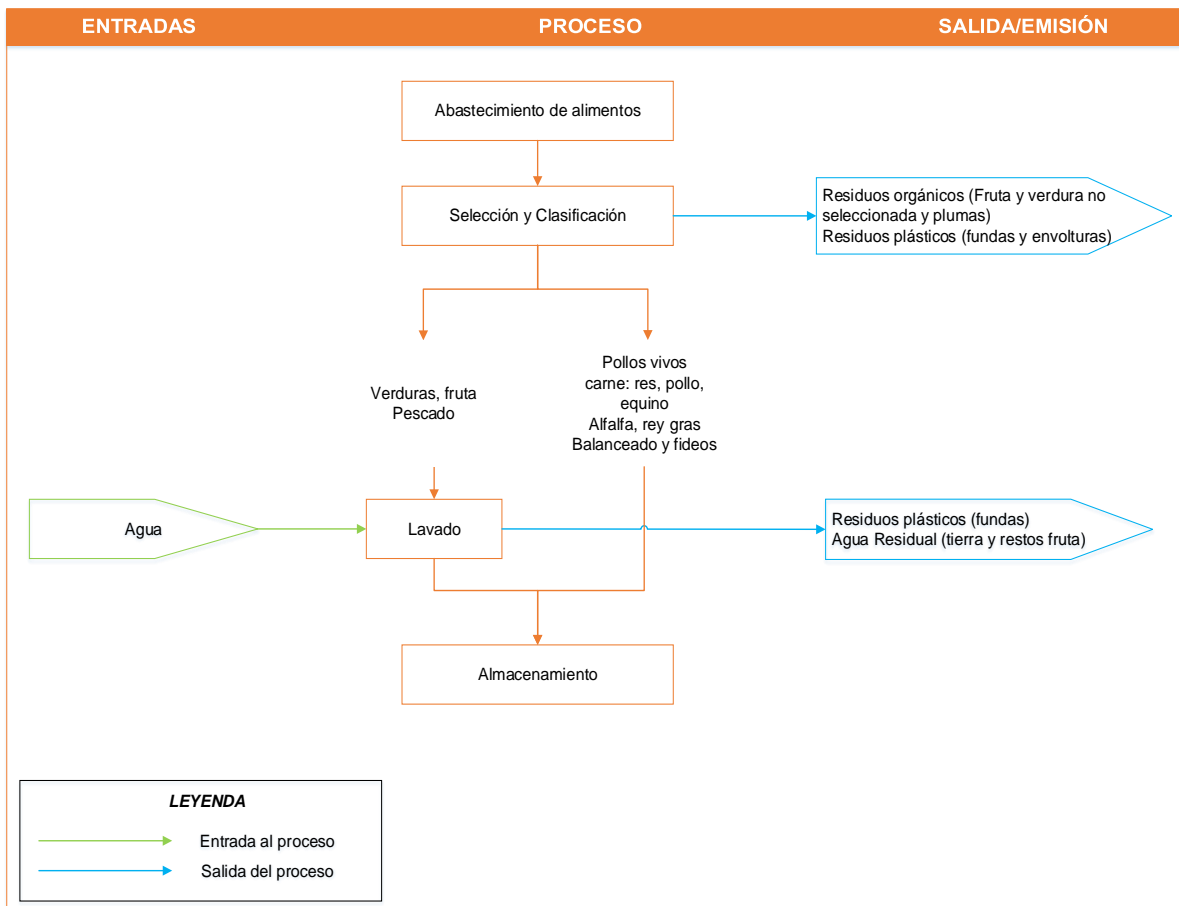 ENTRADAS
PROCESO
SALIDA/EMISIÓN
Abastecimiento de alimentos
Selección y Clasificación
Residuos orgánicos (Fruta y verdura no
seleccionada y plumas)
Residuos plásticos (fundas y envolturas)
Verduras, fruta
Pescado
Pollos vivos
carne: res, pollo,
equino
Alfalfa, rey gras
Balanceado y fideos
Agua
Lavado
Residuos plásticos (fundas)
Agua Residual (tierra y restos fruta)
Almacenamiento
LEYENDA
Entrada al proceso
Salida del proceso